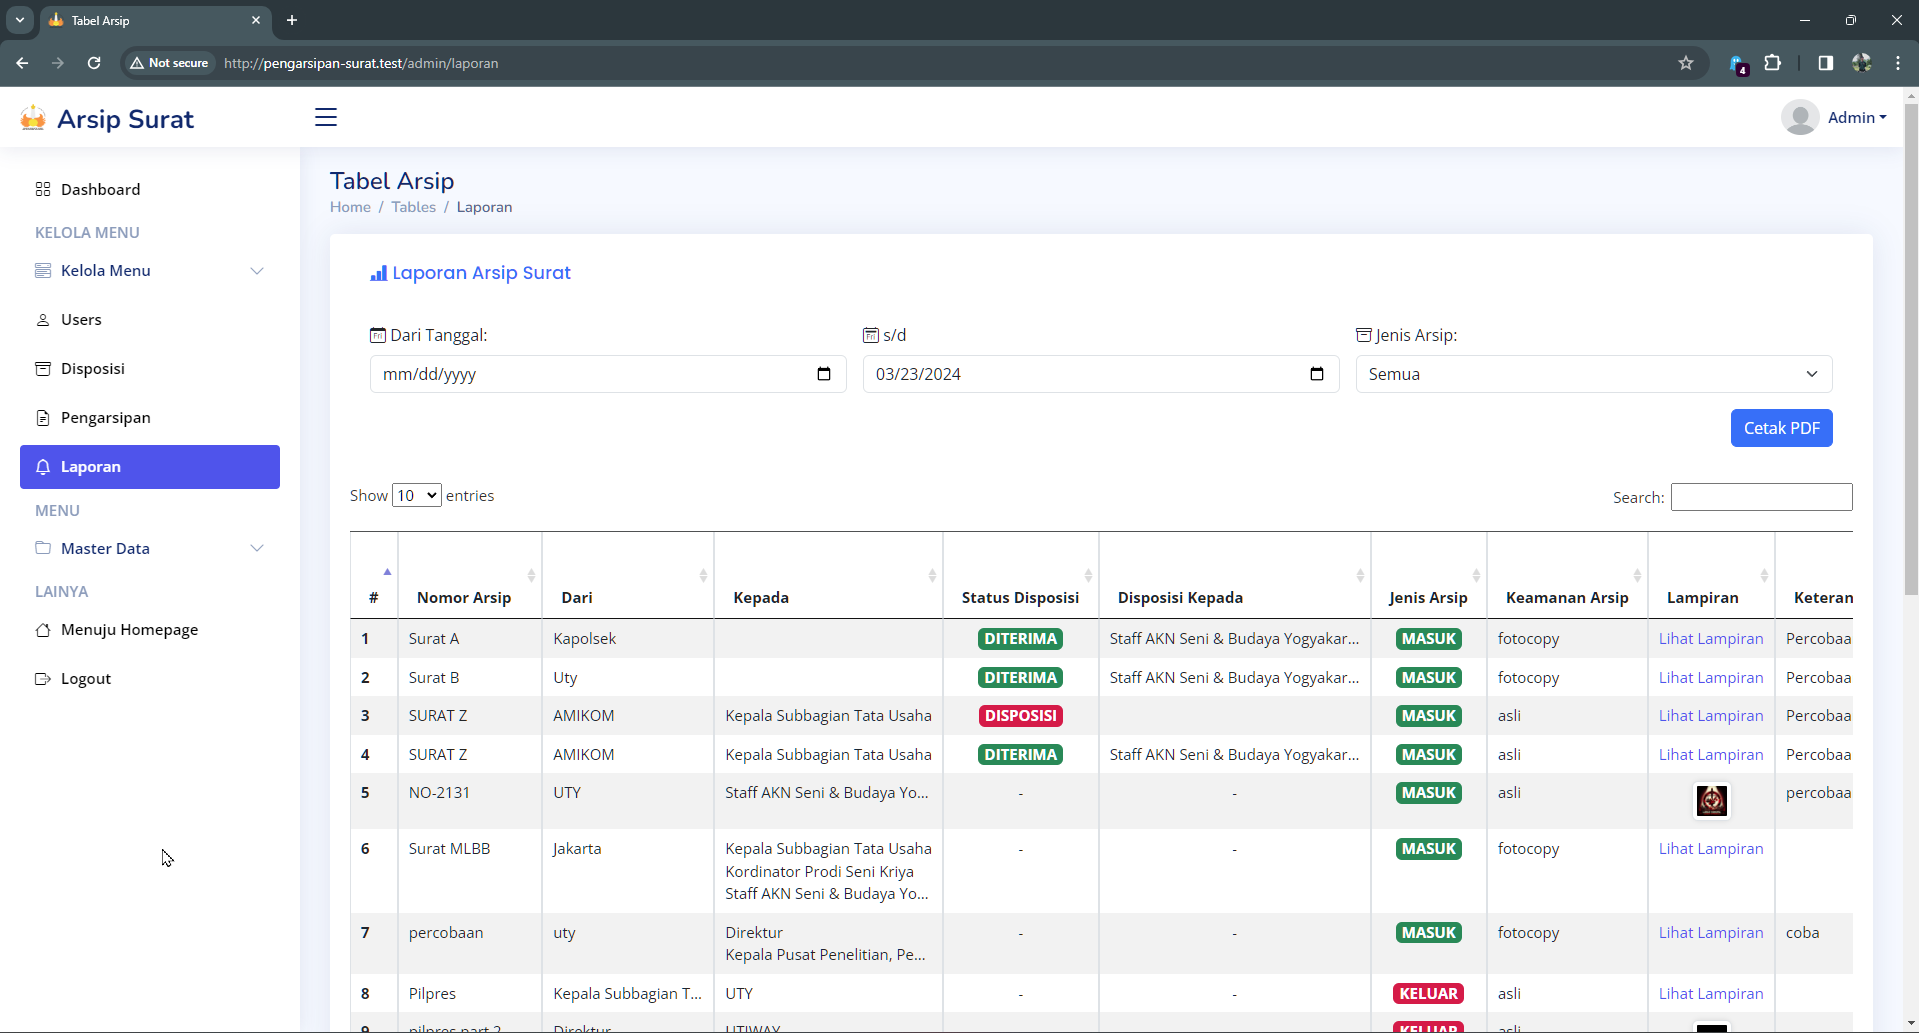 Tabel Arsip
Not secure http://pengarsipan-surat.test/admin/laporan
4
Arsip Surat
Admin
Dashboard
KELOLA MENU
Kelola Menu
Users
Disposisi
Pengarsipan
Laporan
MENU
Master Data
LAINYA
Menuju Homepage
Logout
Tabel Arsip
Home / Tables / Laporan
Laporan Arsip Surat
Dari Tanggal: s/d Jenis Arsip:
mm/dd/yyyy 03/23/2024 Semua
Cetak PDF
Show 10 entries Search:
# Nomor Arsip Dari Kepada Status Disposisi Disposisi Kepada Jenis Arsip Keamanan Arsip Lampiran Keteran
1 Surat A Kapolsek DITERIMA Staff AKN Seni & Budaya Yogyakar... MASUK fotocopy Lihat Lampiran Percobaa
2 Surat B Uty DITERIMA Staff AKN Seni & Budaya Yogyakar... MASUK fotocopy Lihat Lampiran Percobaa
3 SURAT Z AMIKOM Kepala Subbagian Tata Usaha DISPOSISI MASUK asli Lihat Lampiran Percobaa
4 SURAT Z AMIKOM Kepala Subbagian Tata Usaha DITERIMA Staff AKN Seni & Budaya Yogyakar... MASUK asli Lihat Lampiran Percobaa
5 NO-2131 UTY Staff AKN Seni & Budaya Yo... - - MASUK asli percobaa
6 Surat MLBB Jakarta Kepala Subbagian Tata Usaha - - MASUK fotocopy Lihat Lampiran
Kordinator Prodi Seni Kriya
Staff AKN Seni & Budaya Yo...
7 percobaan uty Direktur - - MASUK fotocopy Lihat Lampiran coba
Kepala Pusat Penelitian, Pe...
8 Pilpres Kepala Subbagian T... UTY - - KELUAR asli Lihat Lampiran
9 pilpres part 2 Direktur UTIWAY KELUAR asli